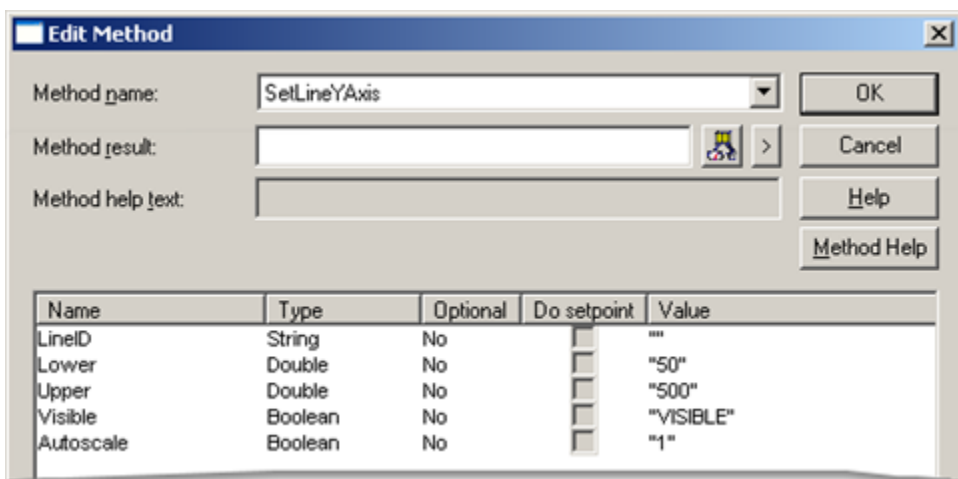 Edit Method
Method name: SetLineYAxis OK
Method result: > Cancel
Method help text: Help
Method Help
Name Type Optional Do setpoint Value
LineID String No ""
Lower Double No "50"
Upper Double No "500"
Visible Boolean No "VISIBLE"
Autoscale Boolean No "1"